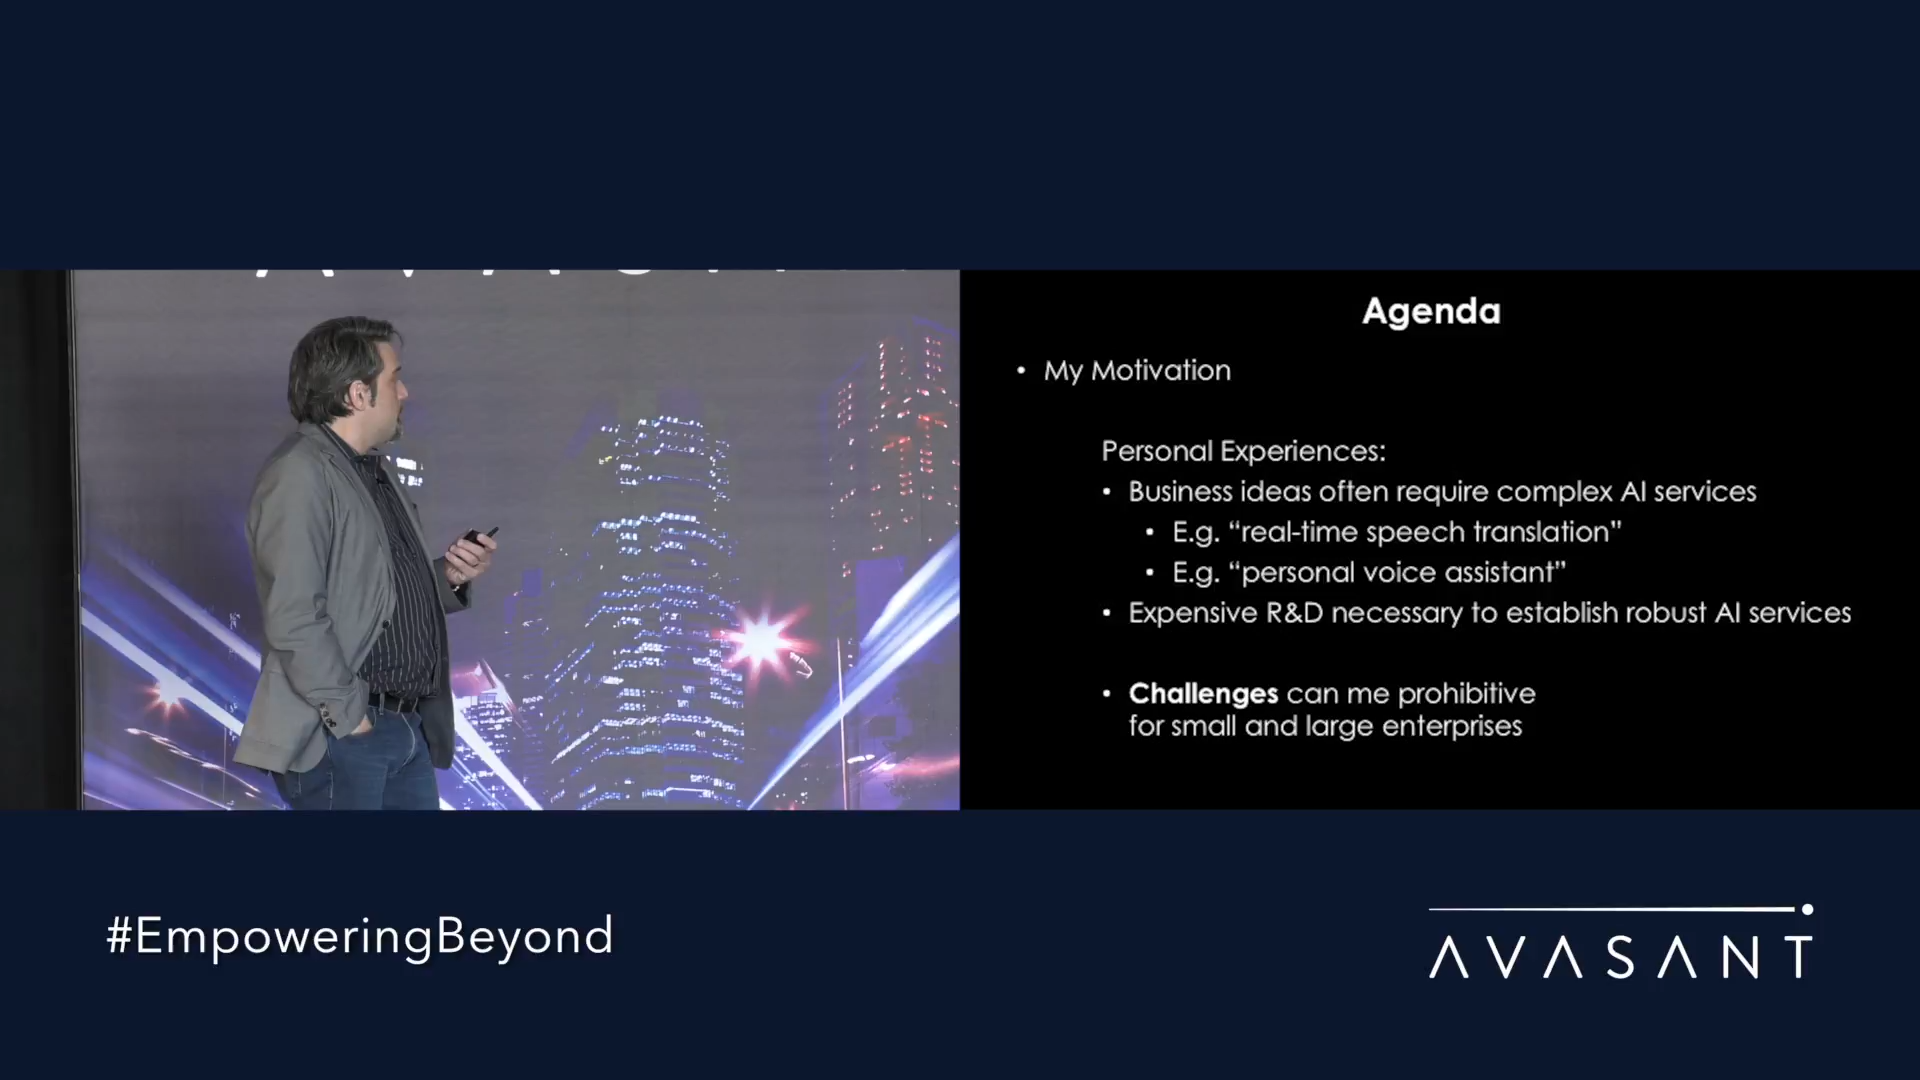 Agenda
• My Motivation
Personal Experiences:
• Business ideas often require complex AI services
• E.g. “real-time speech translation”
• E.g. “personal voice assistant”
• Expensive R&D necessary to establish robust AI services
• Challenges can me prohibitive
for small and large enterprises
#EmpoweringBeyond
AVASANT